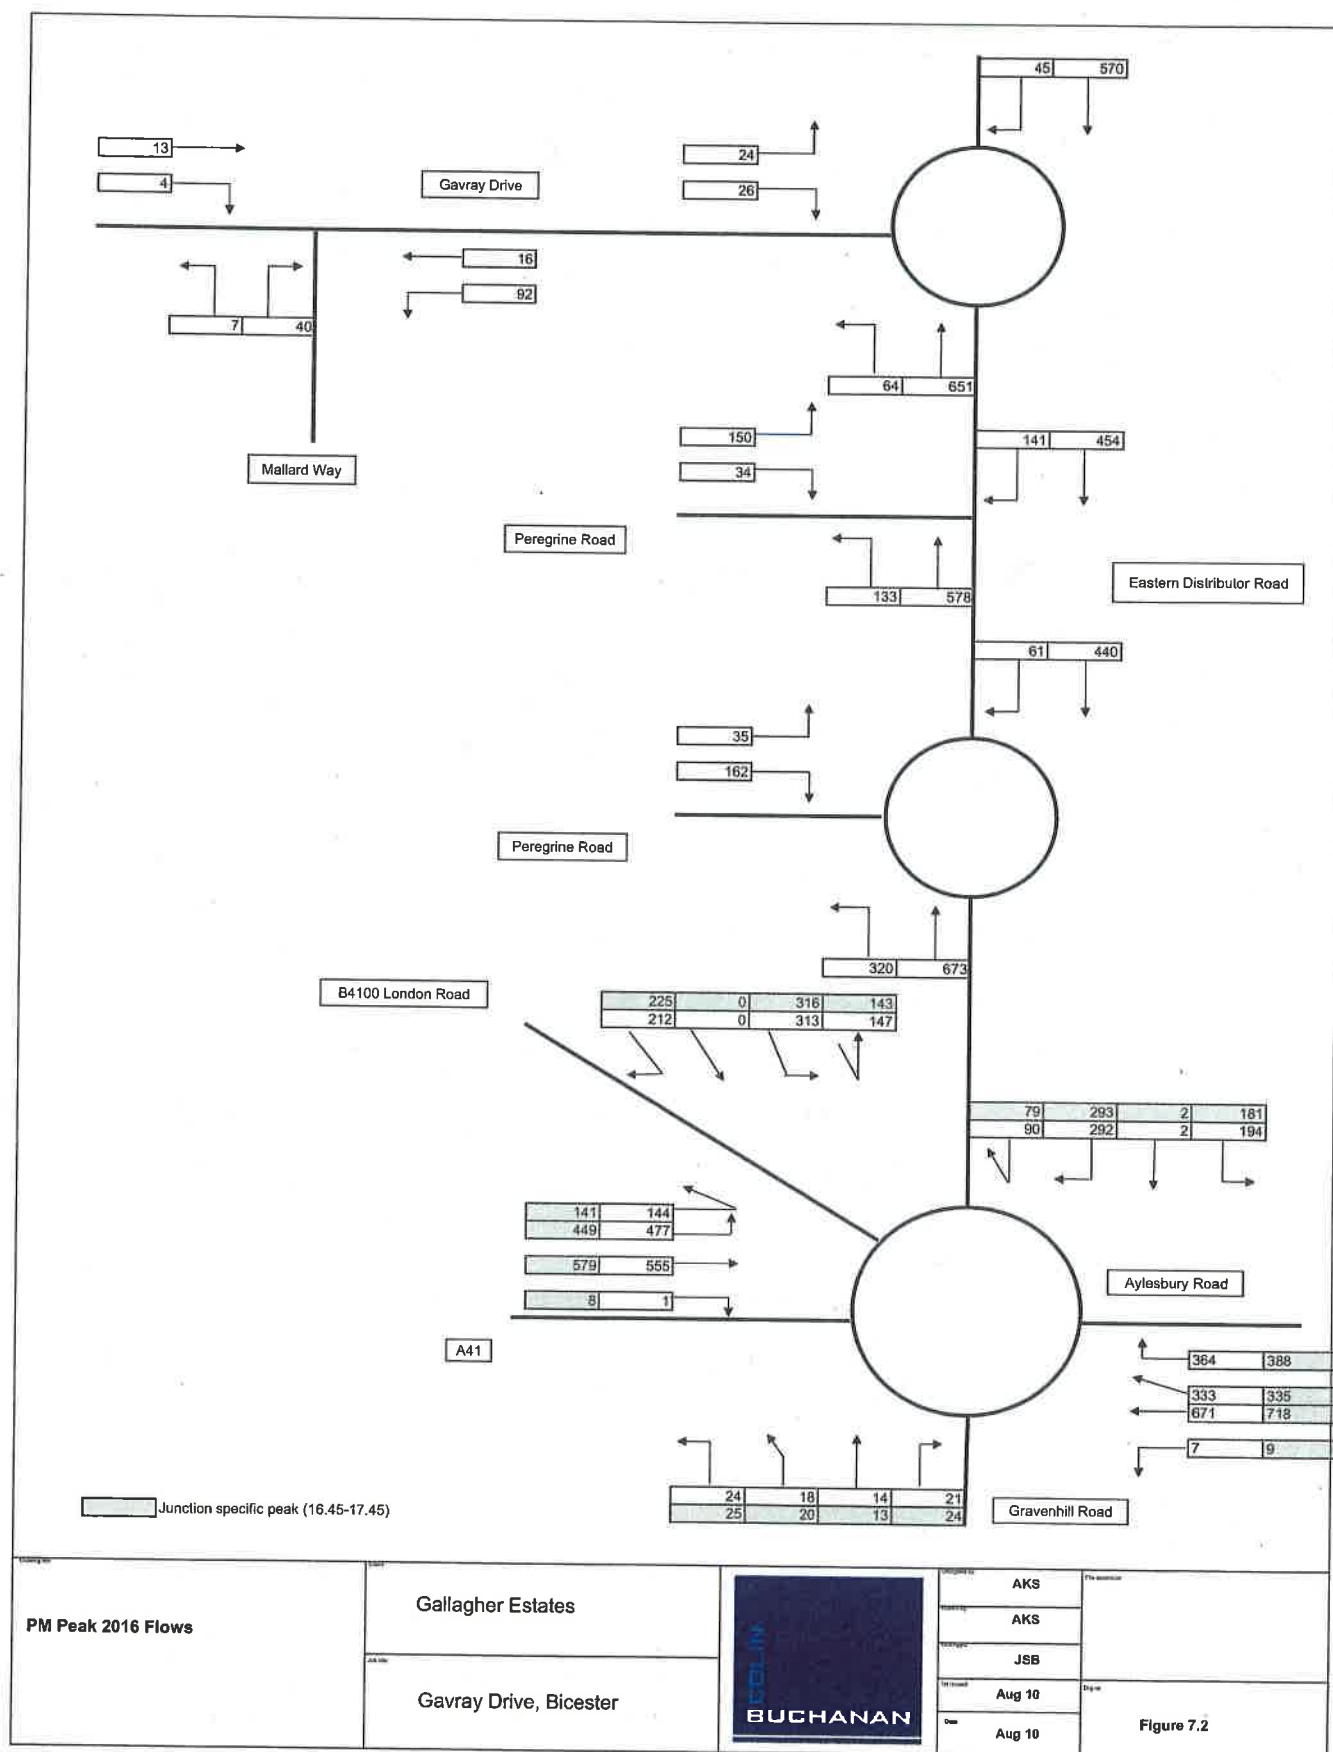 45 570
13
4
Gavray Drive
24
26
16
92
7 40
64 651
150
34
141 454
Mallard Way
Peregrine Road
133 578
Eastern Distributor Road
61 440
35
162
Peregrine Road
320 673
B4100 London Road
225 0 316 143
212 0 313 147
79 293 2 181
90 292 2 194
141 144
449 477
579 555
8 1
Aylesbury Road
A41
364 388
333 335
671 718
7 9
24 18 14 21
25 20 13 24
Junction specific peak (16.45-17.45)
Gravenhill Road
PM Peak 2016 Flows
Gallagher Estates
Gavray Drive, Bicester
COLIN
BUCHANAN
AKS
AKS
JSB
Aug 10
Date
Aug 10
Figure 7.2